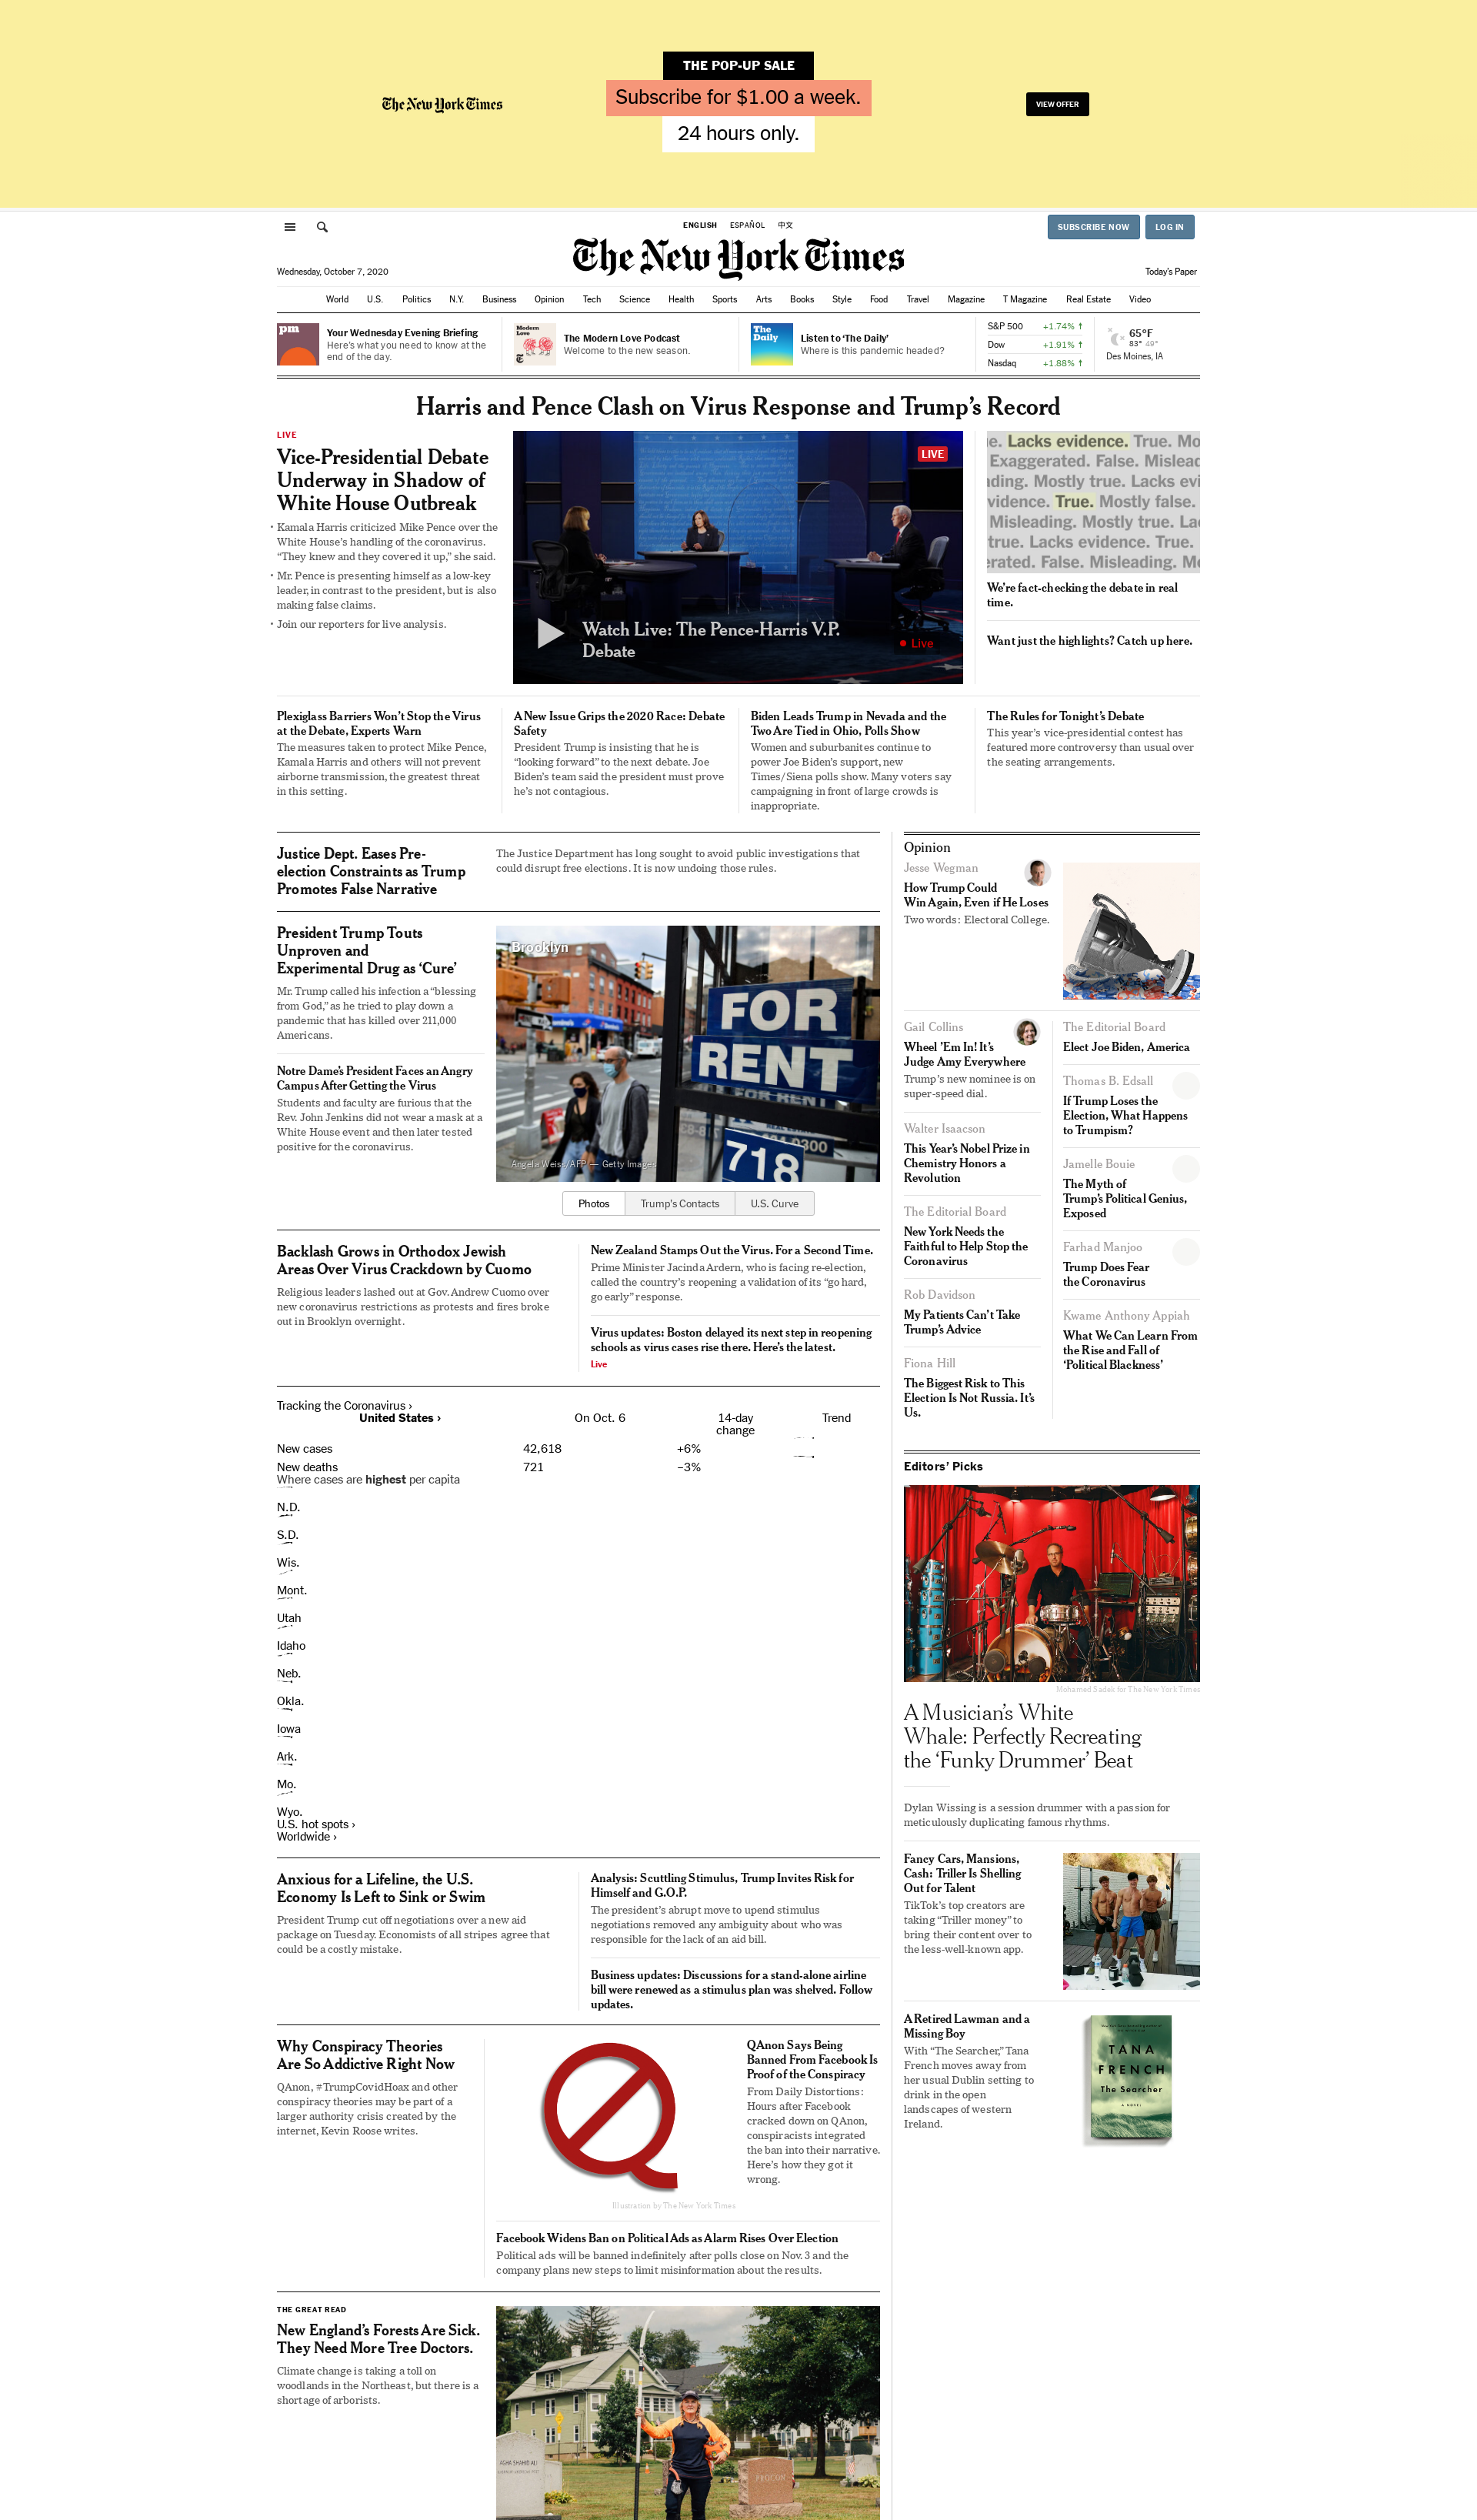 THE POP-UP SALE
The New York Times
Subscribe for $1.00 a week.
VIEW OFFER
24 hours only.
ENGLISH ESPAÑOL 中文
SUBSCRIBE NOW LOG IN
The New York Times
Wednesday, October 7, 2020
Today's Paper
World U.S. Politics N.Y. Business Opinion Tech Science Health Sports Arts Books Style Food Travel Magazine T Magazine Real Estate Video
pm
Your Wednesday Evening Briefing
Here's what you need to know at the
end of the day.
Modern
Love
The Modern Love Podcast
Welcome to the new season.
The
Daily
Listen to ‘The Daily’
Where is this pandemic headed?
S&P 500 +1.74% ↑
Dow +1.91% ↑
Nasdaq +1.88% ↑
65°F
83° 49°
Des Moines, IA
Harris and Pence Clash on Virus Response and Trump’s Record
LIVE
Vice-Presidential Debate
Underway in Shadow of
White House Outbreak
• Kamala Harris criticized Mike Pence over the
White House’s handling of the coronavirus.
“They knew and they covered it up,” she said.
• Mr. Pence is presenting himself as a low-key
leader, in contrast to the president, but is also
making false claims.
• Join our reporters for live analysis.
LIVE
Watch Live: The Pence-Harris V.P.
Debate
Live
e. Lacks evidence. True. Mo
Exaggerated. False. Mislead
ding. Mostly true. Lacks evi
vidence. True. Mostly false.
Misleading. Mostly true. La
true. Lacks evidence. True.
erated. False. Misleading. Mo
We’re fact-checking the debate in real
time.
Want just the highlights? Catch up here.
Plexiglass Barriers Won’t Stop the Virus
at the Debate, Experts Warn
The measures taken to protect Mike Pence,
Kamala Harris and others will not prevent
airborne transmission, the greatest threat
in this setting.
A New Issue Grips the 2020 Race: Debate
Safety
President Trump is insisting that he is
“looking forward” to the next debate. Joe
Biden’s team said the president must prove
he’s not contagious.
Biden Leads Trump in Nevada and the
Two Are Tied in Ohio, Polls Show
Women and suburbanites continue to
power Joe Biden’s support, new
Times/Siena polls show. Many voters say
campaigning in front of large crowds is
inappropriate.
The Rules for Tonight’s Debate
This year’s vice-presidential contest has
featured more controversy than usual over
the seating arrangements.
Justice Dept. Eases Pre-
election Constraints as Trump
Promotes False Narrative
The Justice Department has long sought to avoid public investigations that
could disrupt free elections. It is now undoing those rules.
President Trump Touts
Unproven and
Experimental Drug as ‘Cure’
Mr. Trump called his infection a “blessing
from God,” as he tried to play down a
pandemic that has killed over 211,000
Americans.
Notre Dame’s President Faces an Angry
Campus After Getting the Virus
Students and faculty are furious that the
Rev. John Jenkins did not wear a mask at a
White House event and then later tested
positive for the coronavirus.
Brooklyn
FOR
RENT
FOR RENT
718
Angela Weiss/AFP — Getty Images
Photos Trump’s Contacts U.S. Curve
Backlash Grows in Orthodox Jewish
Areas Over Virus Crackdown by Cuomo
Religious leaders lashed out at Gov. Andrew Cuomo over
new coronavirus restrictions as protests and fires broke
out in Brooklyn overnight.
New Zealand Stamps Out the Virus. For a Second Time.
Prime Minister Jacinda Ardern, who is facing re-election,
called the country’s reopening a validation of its “go hard,
go early” response.
Virus updates: Boston delayed its next step in reopening
schools as virus cases rise there. Here’s the latest.
Live
Tracking the Coronavirus ›
United States › On Oct. 6 14-day
change Trend
New cases 42,618 +6%
New deaths 721 –3%
Where cases are highest per capita
N.D.
S.D.
Wis.
Mont.
Utah
Idaho
Neb.
Okla.
Iowa
Ark.
Mo.
Wyo.
U.S. hot spots ›
Worldwide ›
Anxious for a Lifeline, the U.S.
Economy Is Left to Sink or Swim
President Trump cut off negotiations over a new aid
package on Tuesday. Economists of all stripes agree that
could be a costly mistake.
Analysis: Scuttling Stimulus, Trump Invites Risk for
Himself and G.O.P.
The president’s abrupt move to upend stimulus
negotiations removed any ambiguity about who was
responsible for the lack of an aid bill.
Business updates: Discussions for a stand-alone airline
bill were renewed as a stimulus plan was shelved. Follow
updates.
Why Conspiracy Theories
Are So Addictive Right Now
QAnon, #TrumpCovidHoax and other
conspiracy theories may be part of a
larger authority crisis created by the
internet, Kevin Roose writes.
Illustration by The New York Times
QAnon Says Being
Banned From Facebook Is
Proof of the Conspiracy
From Daily Distortions:
Hours after Facebook
cracked down on QAnon,
conspiracists integrated
the ban into their narrative.
Here’s how they got it
wrong.
Facebook Widens Ban on Political Ads as Alarm Rises Over Election
Political ads will be banned indefinitely after polls close on Nov. 3 and the
company plans new steps to limit misinformation about the results.
THE GREAT READ
New England’s Forests Are Sick.
They Need More Tree Doctors.
Climate change is taking a toll on
woodlands in the Northeast, but there is a
shortage of arborists.
AGHA SHAHID ALI
PROCON
Opinion
Jesse Wegman
How Trump Could
Win Again, Even if He Loses
Two words: Electoral College.
Gail Collins
Wheel ’Em In! It’s
Judge Amy Everywhere
Trump’s new nominee is on
super-speed dial.
Walter Isaacson
This Year’s Nobel Prize in
Chemistry Honors a
Revolution
The Editorial Board
New York Needs the
Faithful to Help Stop the
Coronavirus
Rob Davidson
My Patients Can’t Take
Trump’s Advice
Fiona Hill
The Biggest Risk to This
Election Is Not Russia. It’s
Us.
The Editorial Board
Elect Joe Biden, America
Thomas B. Edsall
If Trump Loses the
Election, What Happens
to Trumpism?
Jamelle Bouie
The Myth of
Trump’s Political Genius,
Exposed
Farhad Manjoo
Trump Does Fear
the Coronavirus
Kwame Anthony Appiah
What We Can Learn From
the Rise and Fall of
‘Political Blackness’
Editors’ Picks
Mohamed Sadek for The New York Times
A Musician’s White
Whale: Perfectly Recreating
the ‘Funky Drummer’ Beat
Dylan Wissing is a session drummer with a passion for
meticulously duplicating famous rhythms.
Fancy Cars, Mansions,
Cash: Triller Is Shelling
Out for Talent
TikTok’s top creators are
taking “Triller money” to
bring their content over to
the less-well-known app.
A Retired Lawman and a
Missing Boy
With “The Searcher,” Tana
French moves away from
her usual Dublin setting to
drink in the open
landscapes of western
Ireland.
TANA
FRENCH
The Searcher
A NOVEL